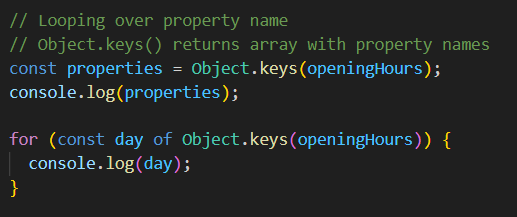 // Looping over property name
// Object.keys() returns array with property names
const properties = Object.keys(openingHours);
console.log(properties);

for (const day of Object.keys(openingHours)) {
  console.log(day);
}